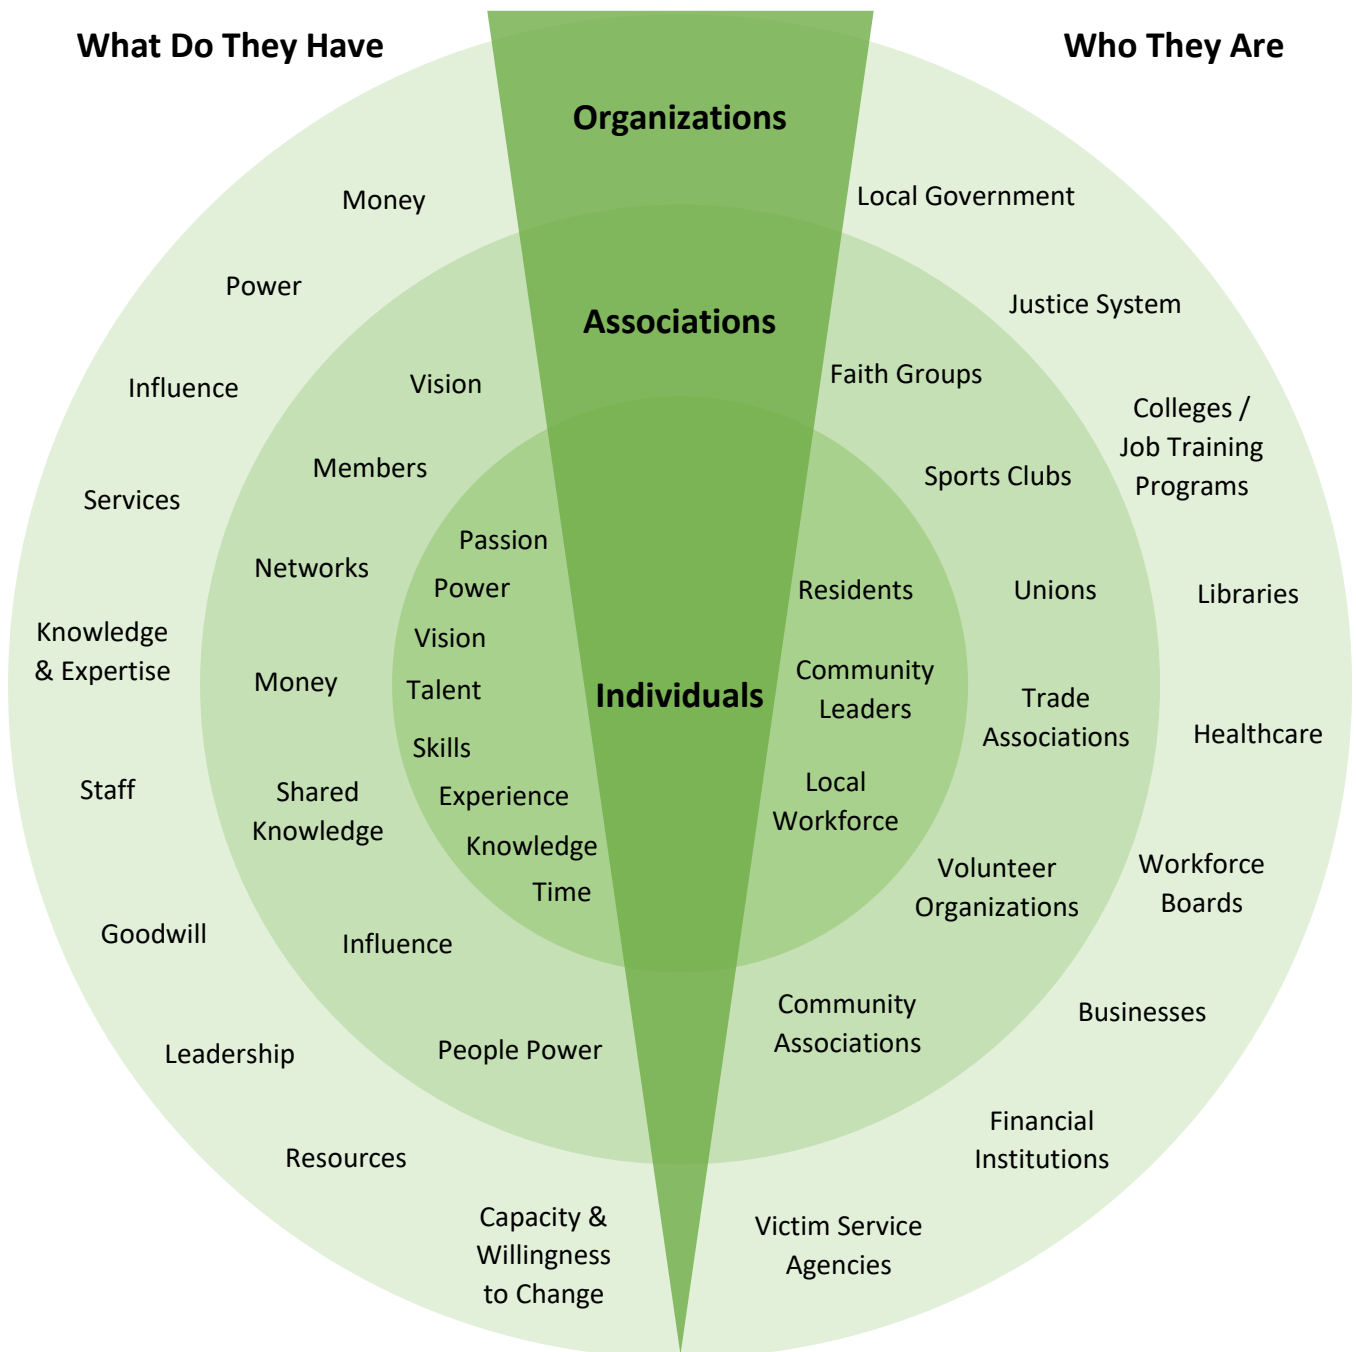 What Do They Have
Who They Are
Organizations
Money
Power
Influence
Services
Knowledge
& Expertise
Staff
Goodwill
Leadership
Resources
Capacity &
Willingness
to Change
Local Government
Justice System
Colleges /
Job Training
Programs
Libraries
Healthcare
Workforce
Boards
Businesses
Financial
Institutions
Victim Service
Agencies
Associations
Vision
Members
Networks
Money
Shared
Knowledge
Influence
People Power
Faith Groups
Sports Clubs
Unions
Trade
Associations
Volunteer
Organizations
Community
Associations
Individuals
Passion
Power
Vision
Talent
Skills
Experience
Knowledge
Time
Residents
Community
Leaders
Local
Workforce